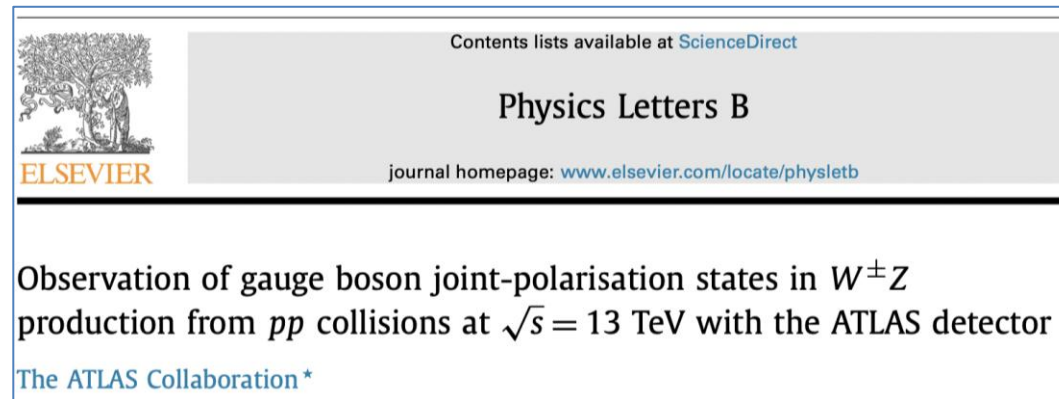 Contents lists available at ScienceDirect
Physics Letters B
journal homepage: www.elsevier.com/locate/physletb
ELSEVIER
Observation of gauge boson joint-polarisation states in W±Z
production from pp collisions at √s = 13 TeV with the ATLAS detector
The ATLAS Collaboration*